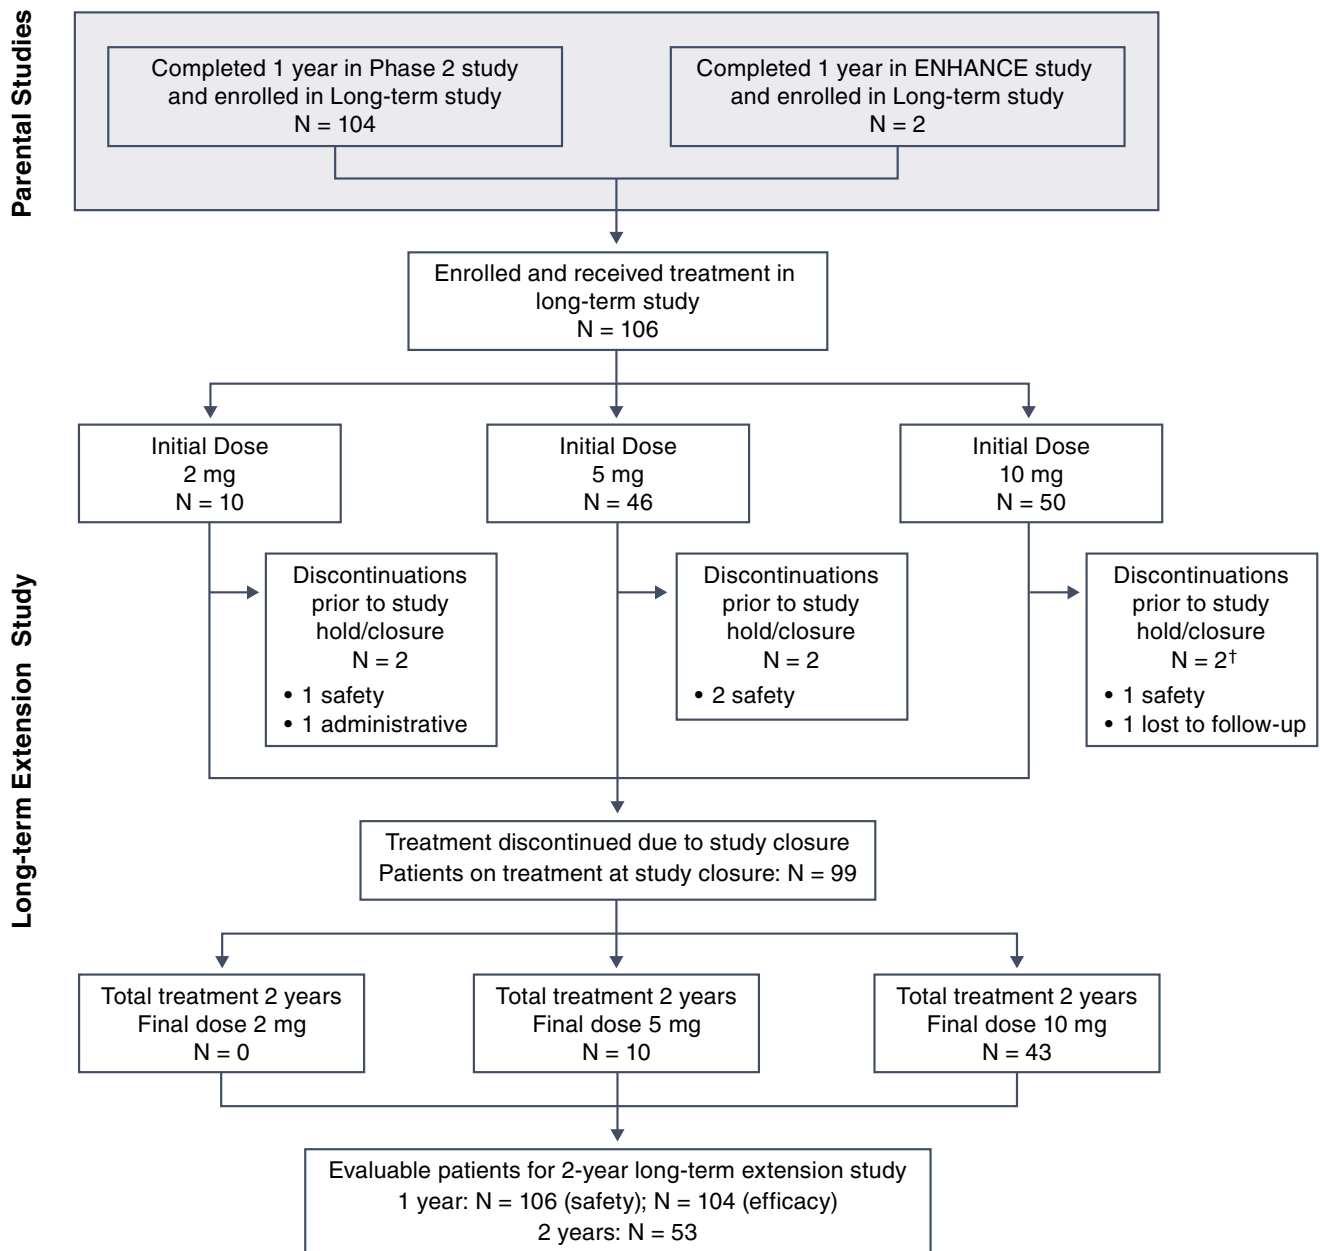 Parental Studies
Completed 1 year in Phase 2 study
and enrolled in Long-term study
N = 104
Completed 1 year in ENHANCE study
and enrolled in Long-term study
N = 2
Enrolled and received treatment in
long-term study
N = 106
Long-term Extension Study
Initial Dose
2 mg
N = 10
Initial Dose
5 mg
N = 46
Initial Dose
10 mg
N = 50
Discontinuations
prior to study
hold/closure
N = 2
• 1 safety
• 1 administrative
Discontinuations
prior to study
hold/closure
N = 2
• 2 safety
Discontinuations
prior to study
hold/closure
N = 2†
• 1 safety
• 1 lost to follow-up
Treatment discontinued due to study closure
Patients on treatment at study closure: N = 99
Total treatment 2 years
Final dose 2 mg
N = 0
Total treatment 2 years
Final dose 5 mg
N = 10
Total treatment 2 years
Final dose 10 mg
N = 43
Evaluable patients for 2-year long-term extension study
1 year: N = 106 (safety); N = 104 (efficacy)
2 years: N = 53